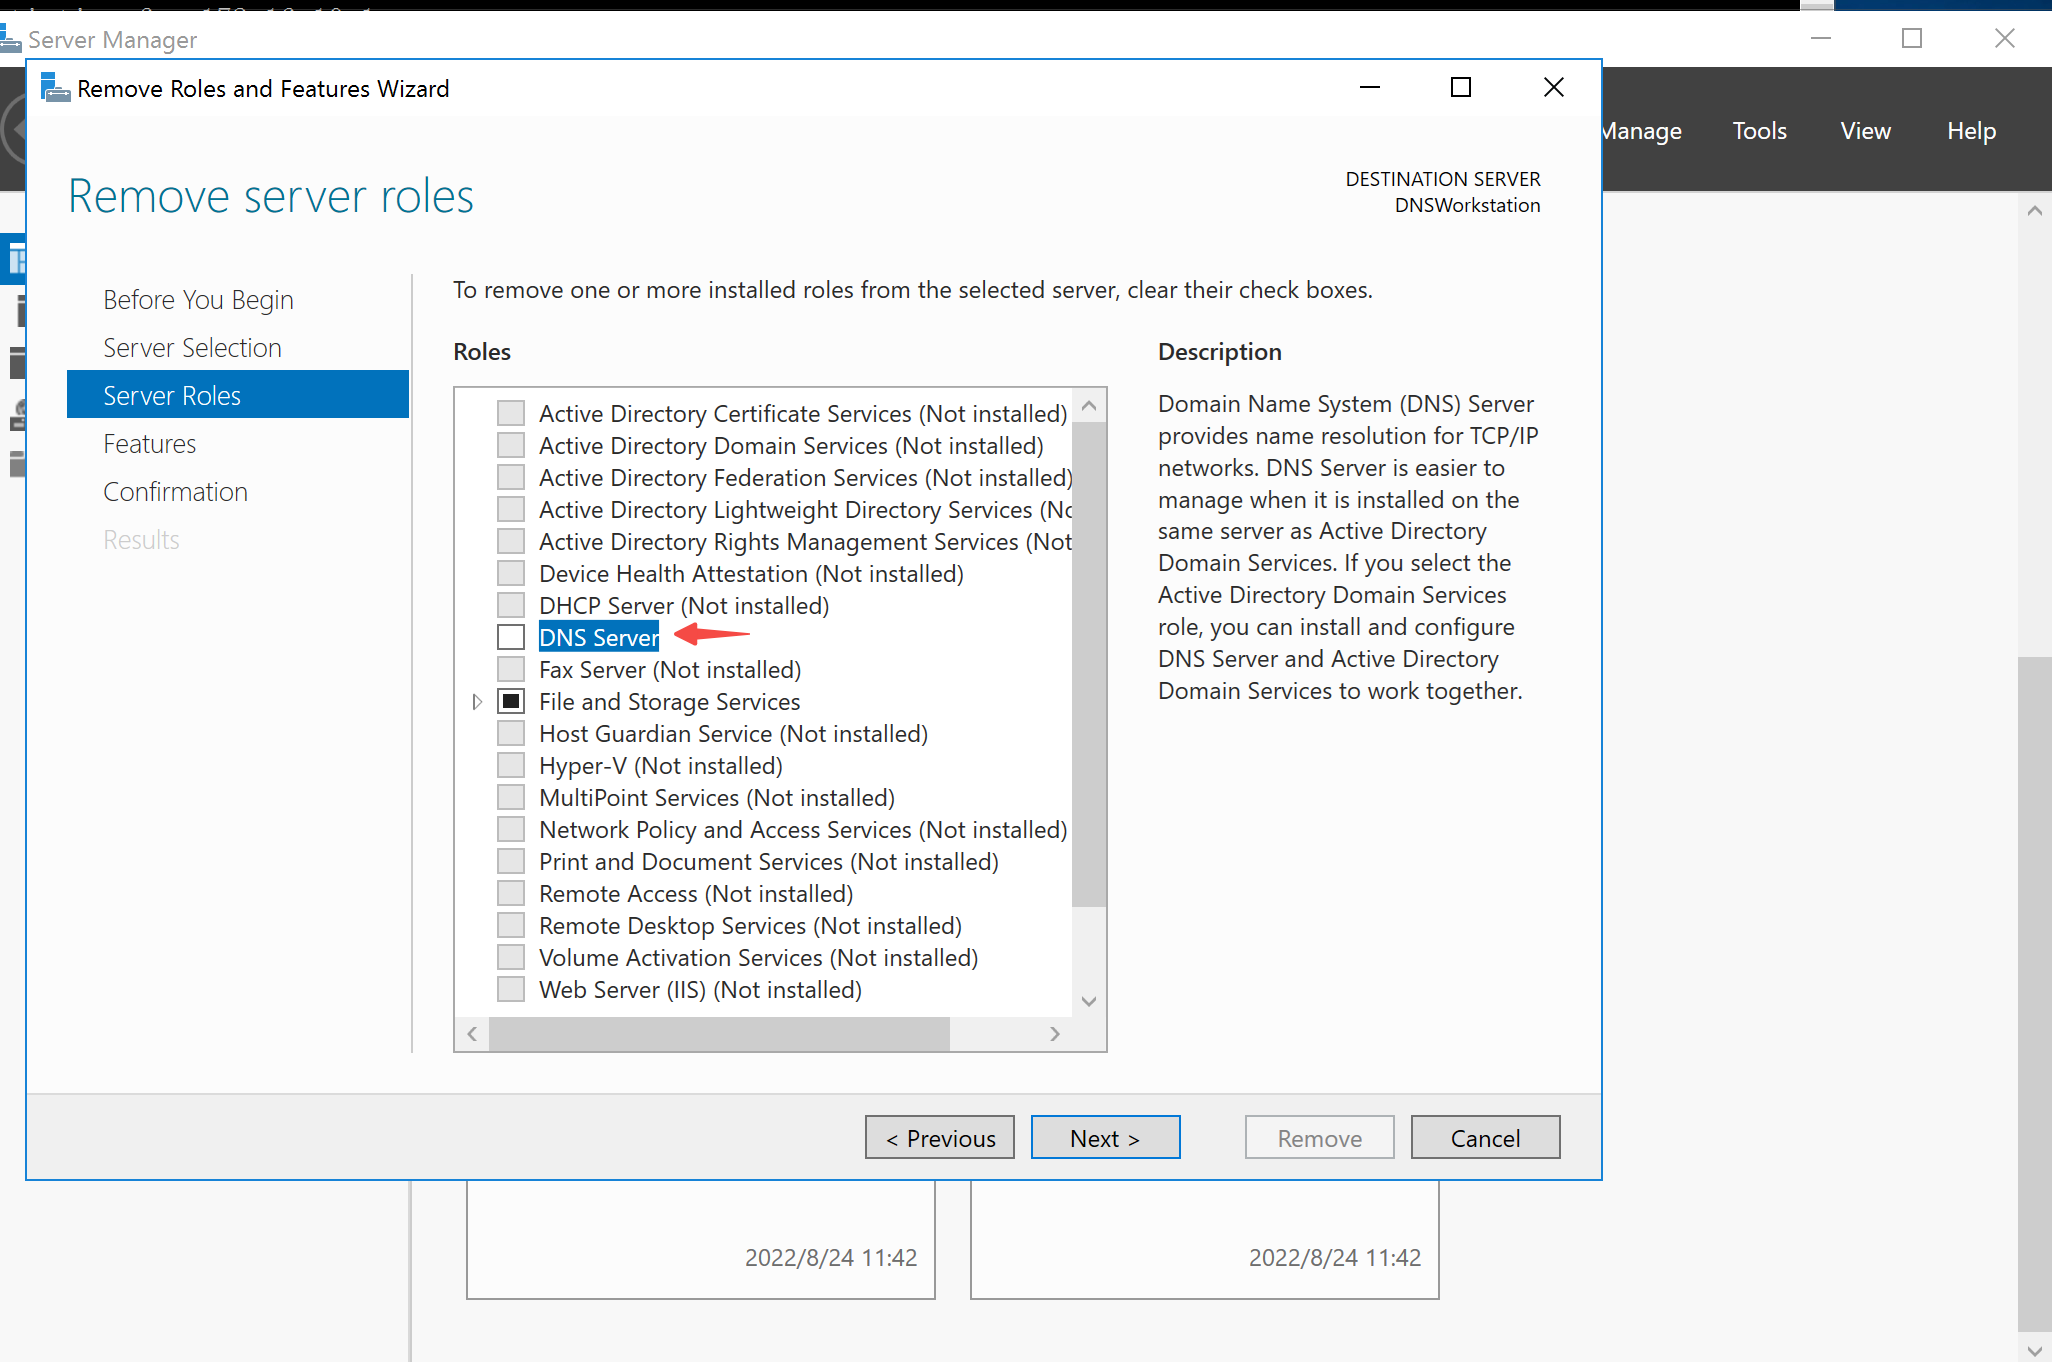 Server Manager
Remove Roles and Features Wizard
Manage Tools View Help
Remove server roles
DESTINATION SERVER
DNSWorkstation
Before You Begin
Server Selection
Server Roles
Features
Confirmation
Results
To remove one or more installed roles from the selected server, clear their check boxes.
Roles
Active Directory Certificate Services (Not installed)
Active Directory Domain Services (Not installed)
Active Directory Federation Services (Not installed)
Active Directory Lightweight Directory Services (No
Active Directory Rights Management Services (Not
Device Health Attestation (Not installed)
DHCP Server (Not installed)
DNS Server
Fax Server (Not installed)
File and Storage Services
Host Guardian Service (Not installed)
Hyper-V (Not installed)
MultiPoint Services (Not installed)
Network Policy and Access Services (Not installed)
Print and Document Services (Not installed)
Remote Access (Not installed)
Remote Desktop Services (Not installed)
Volume Activation Services (Not installed)
Web Server (IIS) (Not installed)
Description
Domain Name System (DNS) Server
provides name resolution for TCP/IP
networks. DNS Server is easier to
manage when it is installed on the
same server as Active Directory
Domain Services. If you select the
Active Directory Domain Services
role, you can install and configure
DNS Server and Active Directory
Domain Services to work together.
< Previous
Next >
Remove
Cancel
2022/8/24 11:42
2022/8/24 11:42